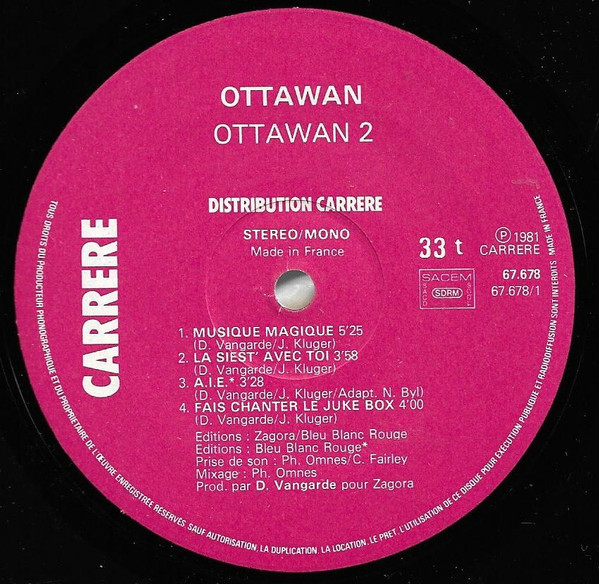 OTTAWAN
OTTAWAN 2
DISTRIBUTION CARRERE
STEREO/MONO
Made in France
33 t
Ⓟ 1981
CARRERE
67.678
67.678/1
SACEM
SACD
SDRM
SGDL
CARRERE
1. MUSIQUE MAGIQUE 5'25
(D. Vangarde/J. Kluger)
2. LA SIEST' AVEC TOI 3'58
(D. Vangarde/J. Kluger)
3. A.I.E.* 3'28
(D. Vangarde/J. Kluger/Adapt. N. Byl)
4. FAIS CHANTER LE JUKE BOX 4'00
(D. Vangarde/J. Kluger)
Editions : Zagora/Bleu Blanc Rouge
Editions : Bleu Blanc Rouge*
Prise de son : Ph. Omnes/C. Fairley
Mixage : Ph. Omnes
Prod. par D. Vangarde pour Zagora
TOUS DROITS DU PRODUCTEUR PHONOGRAPHIQUE ET DU PROPRIETAIRE DE L'ŒUVRE ENREGISTREE RESERVES. SAUF AUTORISATION, LA DUPLICATION, LA LOCATION, LE PRET, L'UTILISATION DE CE DISQUE POUR EXECUTION PUBLIQUE ET RADIODIFFUSION SONT INTERDITS. MADE IN FRANCE